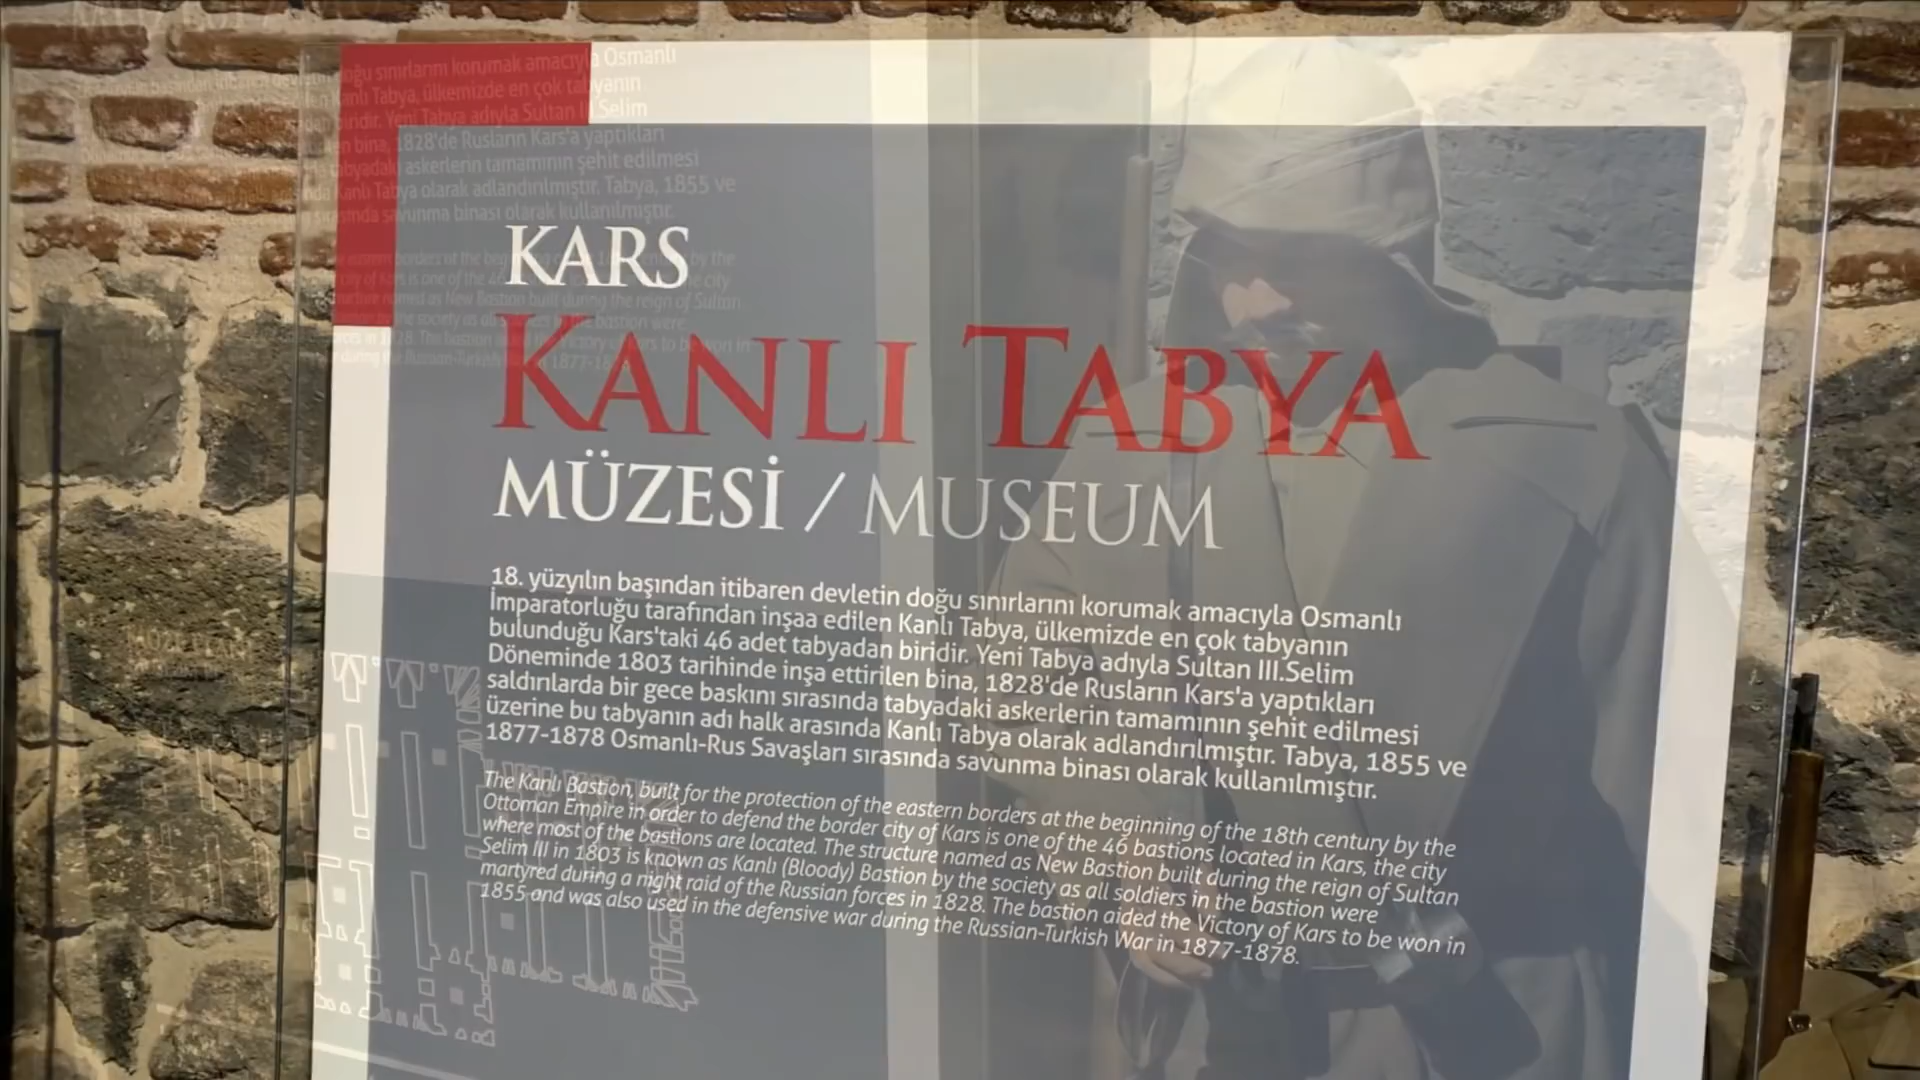 KARS
KANLI TABYA
MÜZESİ / MUSEUM
18. yüzyılın başından itibaren devletin doğu sınırlarını korumak amacıyla Osmanlı
İmparatorluğu tarafından inşaa edilen Kanlı Tabya, ülkemizde en çok tabyanın
bulunduğu Kars'taki 46 adet tabyadan biridir. Yeni Tabya adıyla Sultan III.Selim
Döneminde 1803 tarihinde inşa ettirilen bina, 1828'de Rusların Kars'a yaptıkları
saldırılarda bir gece baskını sırasında tabyadaki askerlerin tamamının şehit edilmesi
üzerine bu tabyanın adı halk arasında Kanlı Tabya olarak adlandırılmıştır. Tabya, 1855 ve
1877-1878 Osmanlı-Rus Savaşları sırasında savunma binası olarak kullanılmıştır.
The Kanlı Bastion, built for the protection of the eastern borders at the beginning of the 18th century by the
Ottoman Empire in order to defend the border city of Kars is one of the 46 bastions located in Kars, the city
where most of the bastions are located. The structure named as New Bastion built during the reign of Sultan
Selim III in 1803 is known as Kanlı (Bloody) Bastion by the society as all soldiers in the bastion were
martyred during a night raid of the Russian forces in 1828. The bastion aided the Victory of Kars to be won in
1855 and was also used in the defensive war during the Russian-Turkish War in 1877-1878.